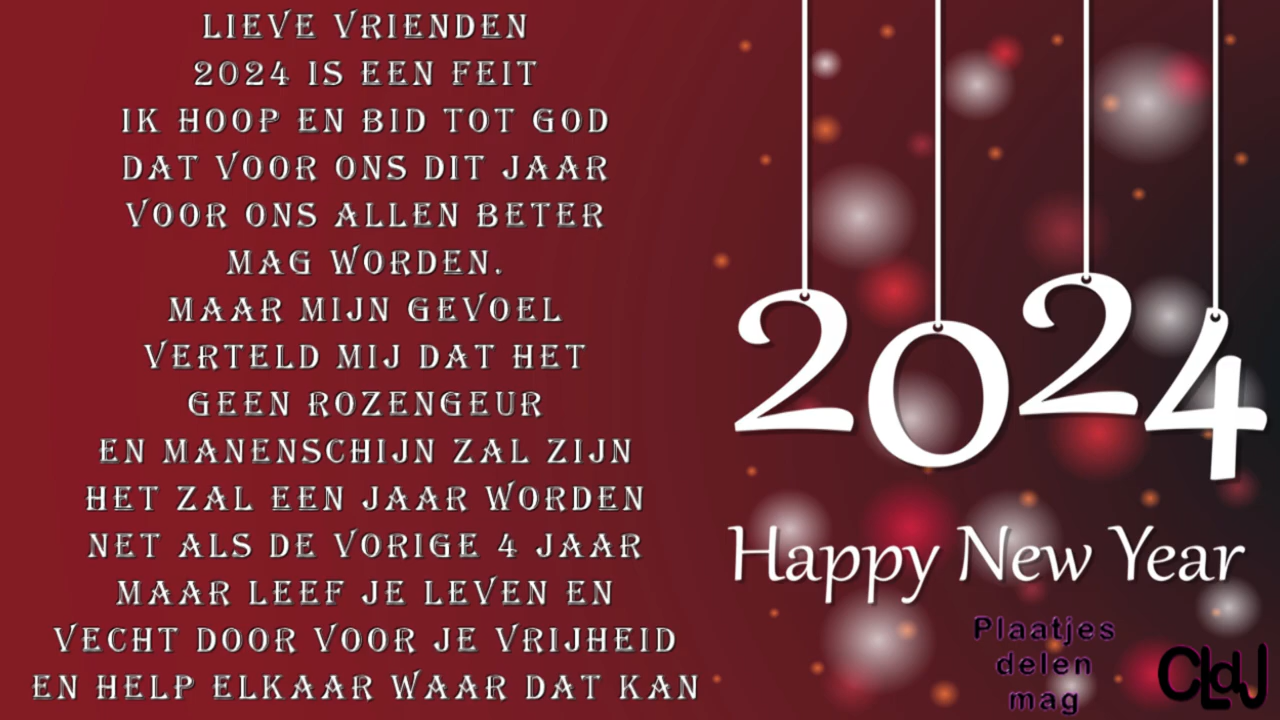 LIEVE VRIENDEN
2024 IS EEN FEIT
IK HOOP EN BID TOT GOD
DAT VOOR ONS DIT JAAR
VOOR ONS ALLEN BETER
MAG WORDEN.
MAAR MIJN GEVOEL
VERTELD MIJ DAT HET
GEEN ROZENGEUR
EN MANENSCHIJN ZAL ZIJN
HET ZAL EEN JAAR WORDEN
NET ALS DE VORIGE 4 JAAR
MAAR LEEF JE LEVEN EN
VECHT DOOR VOOR JE VRIJHEID
EN HELP ELKAAR WAAR DAT KAN
2024
Happy New Year
Plaatjes
delen
mag
CLdJ